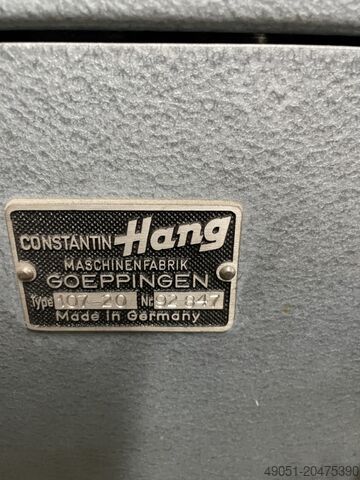 CONSTANTIN Hang
MASCHINENFABRIK
GOEPPINGEN
Type 107-20 Nr. 92 847
Made in Germany
49051-20475390